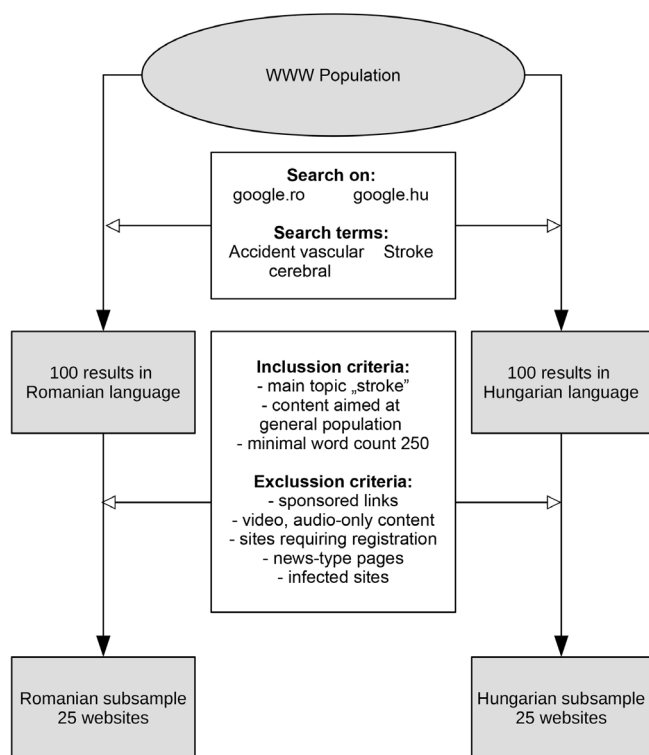 WWW Population
Search on:
google.ro google.hu
Search terms:
Accident vascular Stroke
cerebral
100 results in
Romanian language
Inclussion criteria:
- main topic „stroke”
- content aimed at
general population
- minimal word count 250
Exclussion criteria:
- sponsored links
- video, audio-only content
- sites requiring registration
- news-type pages
- infected sites
100 results in
Hungarian language
Romanian subsample
25 websites
Hungarian subsample
25 websites